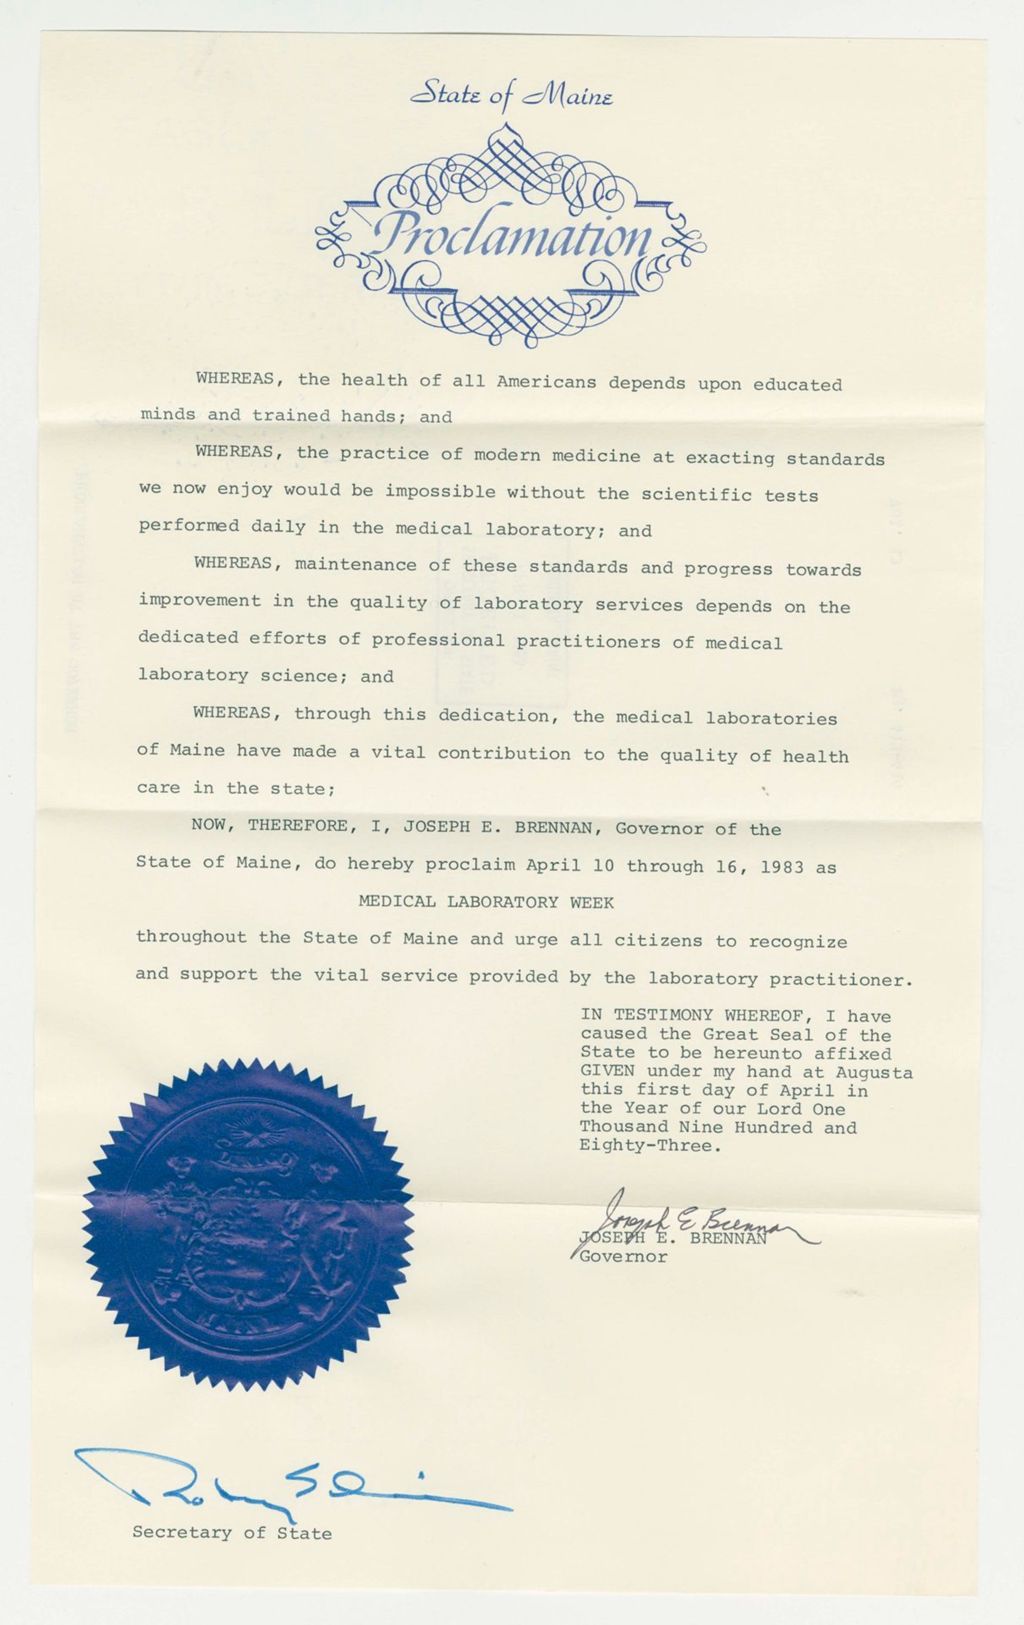 State of Maine
Proclamation
WHEREAS, the health of all Americans depends upon educated
minds and trained hands; and
WHEREAS, the practice of modern medicine at exacting standards
we now enjoy would be impossible without the scientific tests
performed daily in the medical laboratory; and
WHEREAS, maintenance of these standards and progress towards
improvement in the quality of laboratory services depends on the
dedicated efforts of professional practitioners of medical
laboratory science; and
WHEREAS, through this dedication, the medical laboratories
of Maine have made a vital contribution to the quality of health
care in the state;
NOW, THEREFORE, I, JOSEPH E. BRENNAN, Governor of the
State of Maine, do hereby proclaim April 10 through 16, 1983 as
MEDICAL LABORATORY WEEK
throughout the State of Maine and urge all citizens to recognize
and support the vital service provided by the laboratory practitioner.
IN TESTIMONY WHEREOF, I have
caused the Great Seal of the
State to be hereunto affixed
GIVEN under my hand at Augusta
this first day of April in
the Year of our Lord One
Thousand Nine Hundred and
Eighty-Three.
Joseph E Brennan
JOSEPH E. BRENNAN
Governor
MAINE
Secretary of State